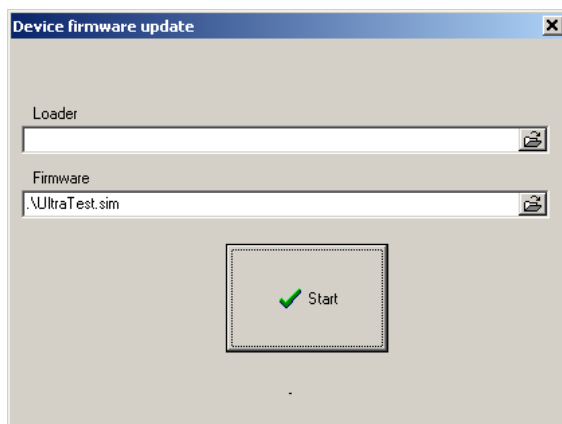 Device firmware update
Loader
Firmware
.\UltraTest.sim
Start
-